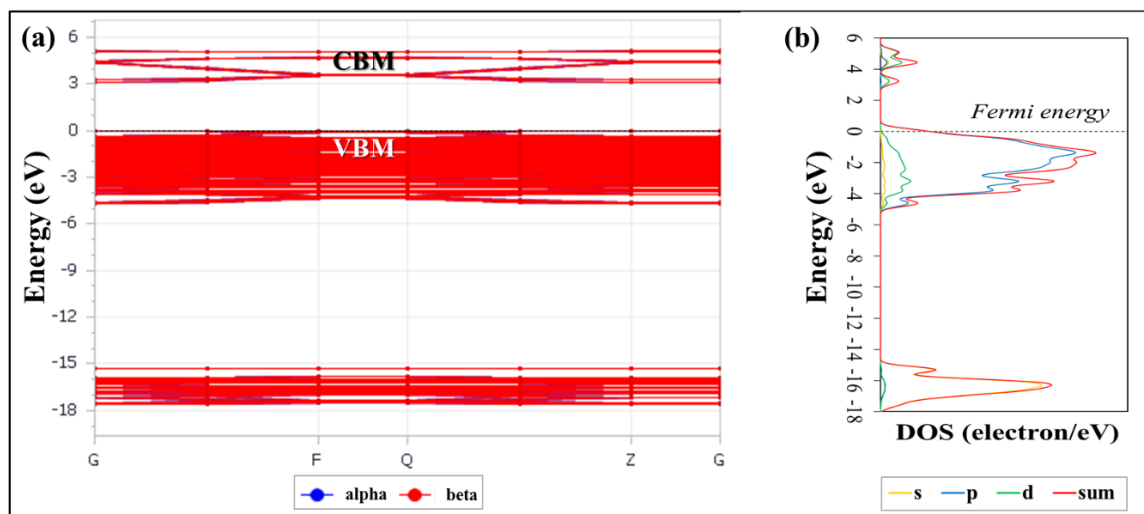 (a)
Energy (eV)
6
3
0
-3
-6
-9
-12
-15
-18
CBM
VBM
G
F
Q
Z
G
alpha
beta
(b)
Energy (eV)
6
4
2
0
-2
-4
-6
-8
-10
-12
-14
-16
-18
Fermi energy
DOS (electron/eV)
s
p
d
sum